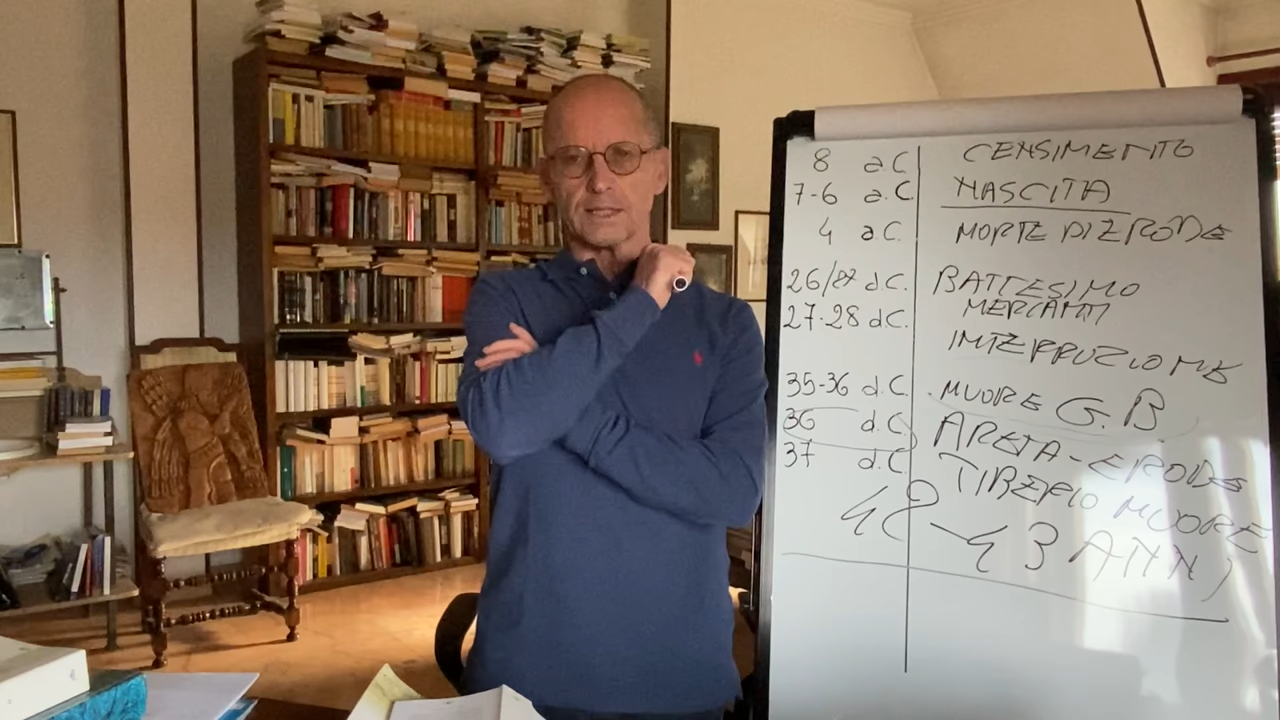 8 a.C. CENSIMENTO
7-6 a.C. NASCITA
4 a.C. MORTE DI ERODE
26/27 d.C. BATTESIMO
27-28 d.C. MERCANTI
INTERRUZIONE
35-36 d.C. MUORE G.B.
36 d.C. ARETA-ERODE
37 d.C. TIBERIO MUORE
42-43 ANNI